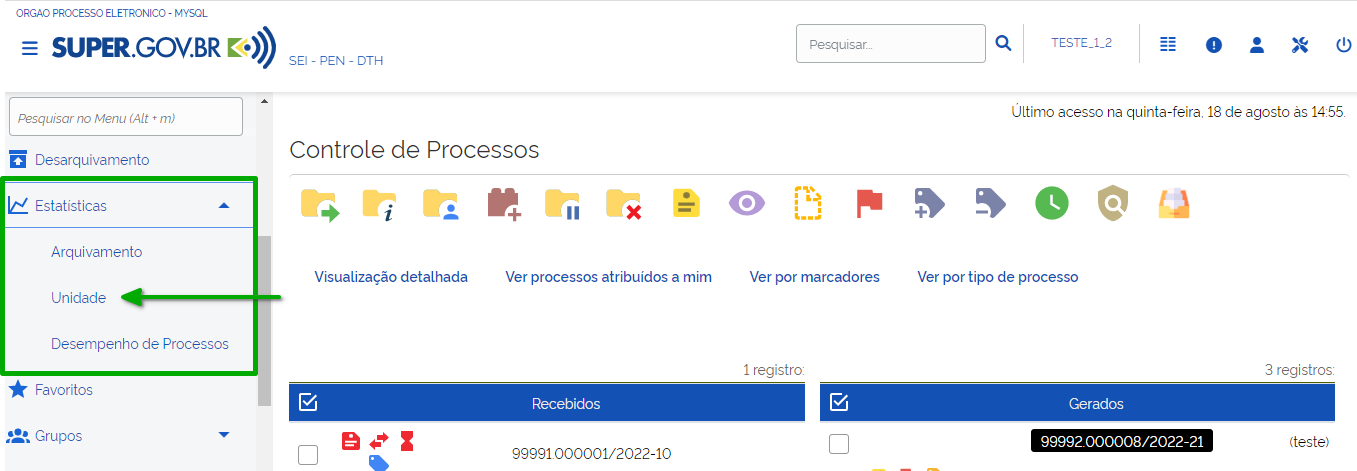 ORGAO PROCESSO ELETRONICO - MYSQL
SUPER.GOV.BR
SEI - PEN - DTH
Pesquisar...
TESTE_1_2
Pesquisar no Menu (Alt + m)
Último acesso na quinta-feira, 18 de agosto às 14:55.
Desarquivamento
Estatísticas
Arquivamento
Unidade
Desempenho de Processos
Favoritos
Grupos
Controle de Processos
Visualização detalhada Ver processos atribuídos a mim Ver por marcadores Ver por tipo de processo
1 registro:
Recebidos
99991.000001/2022-10
3 registros:
Gerados
99992.000008/2022-21 (teste)